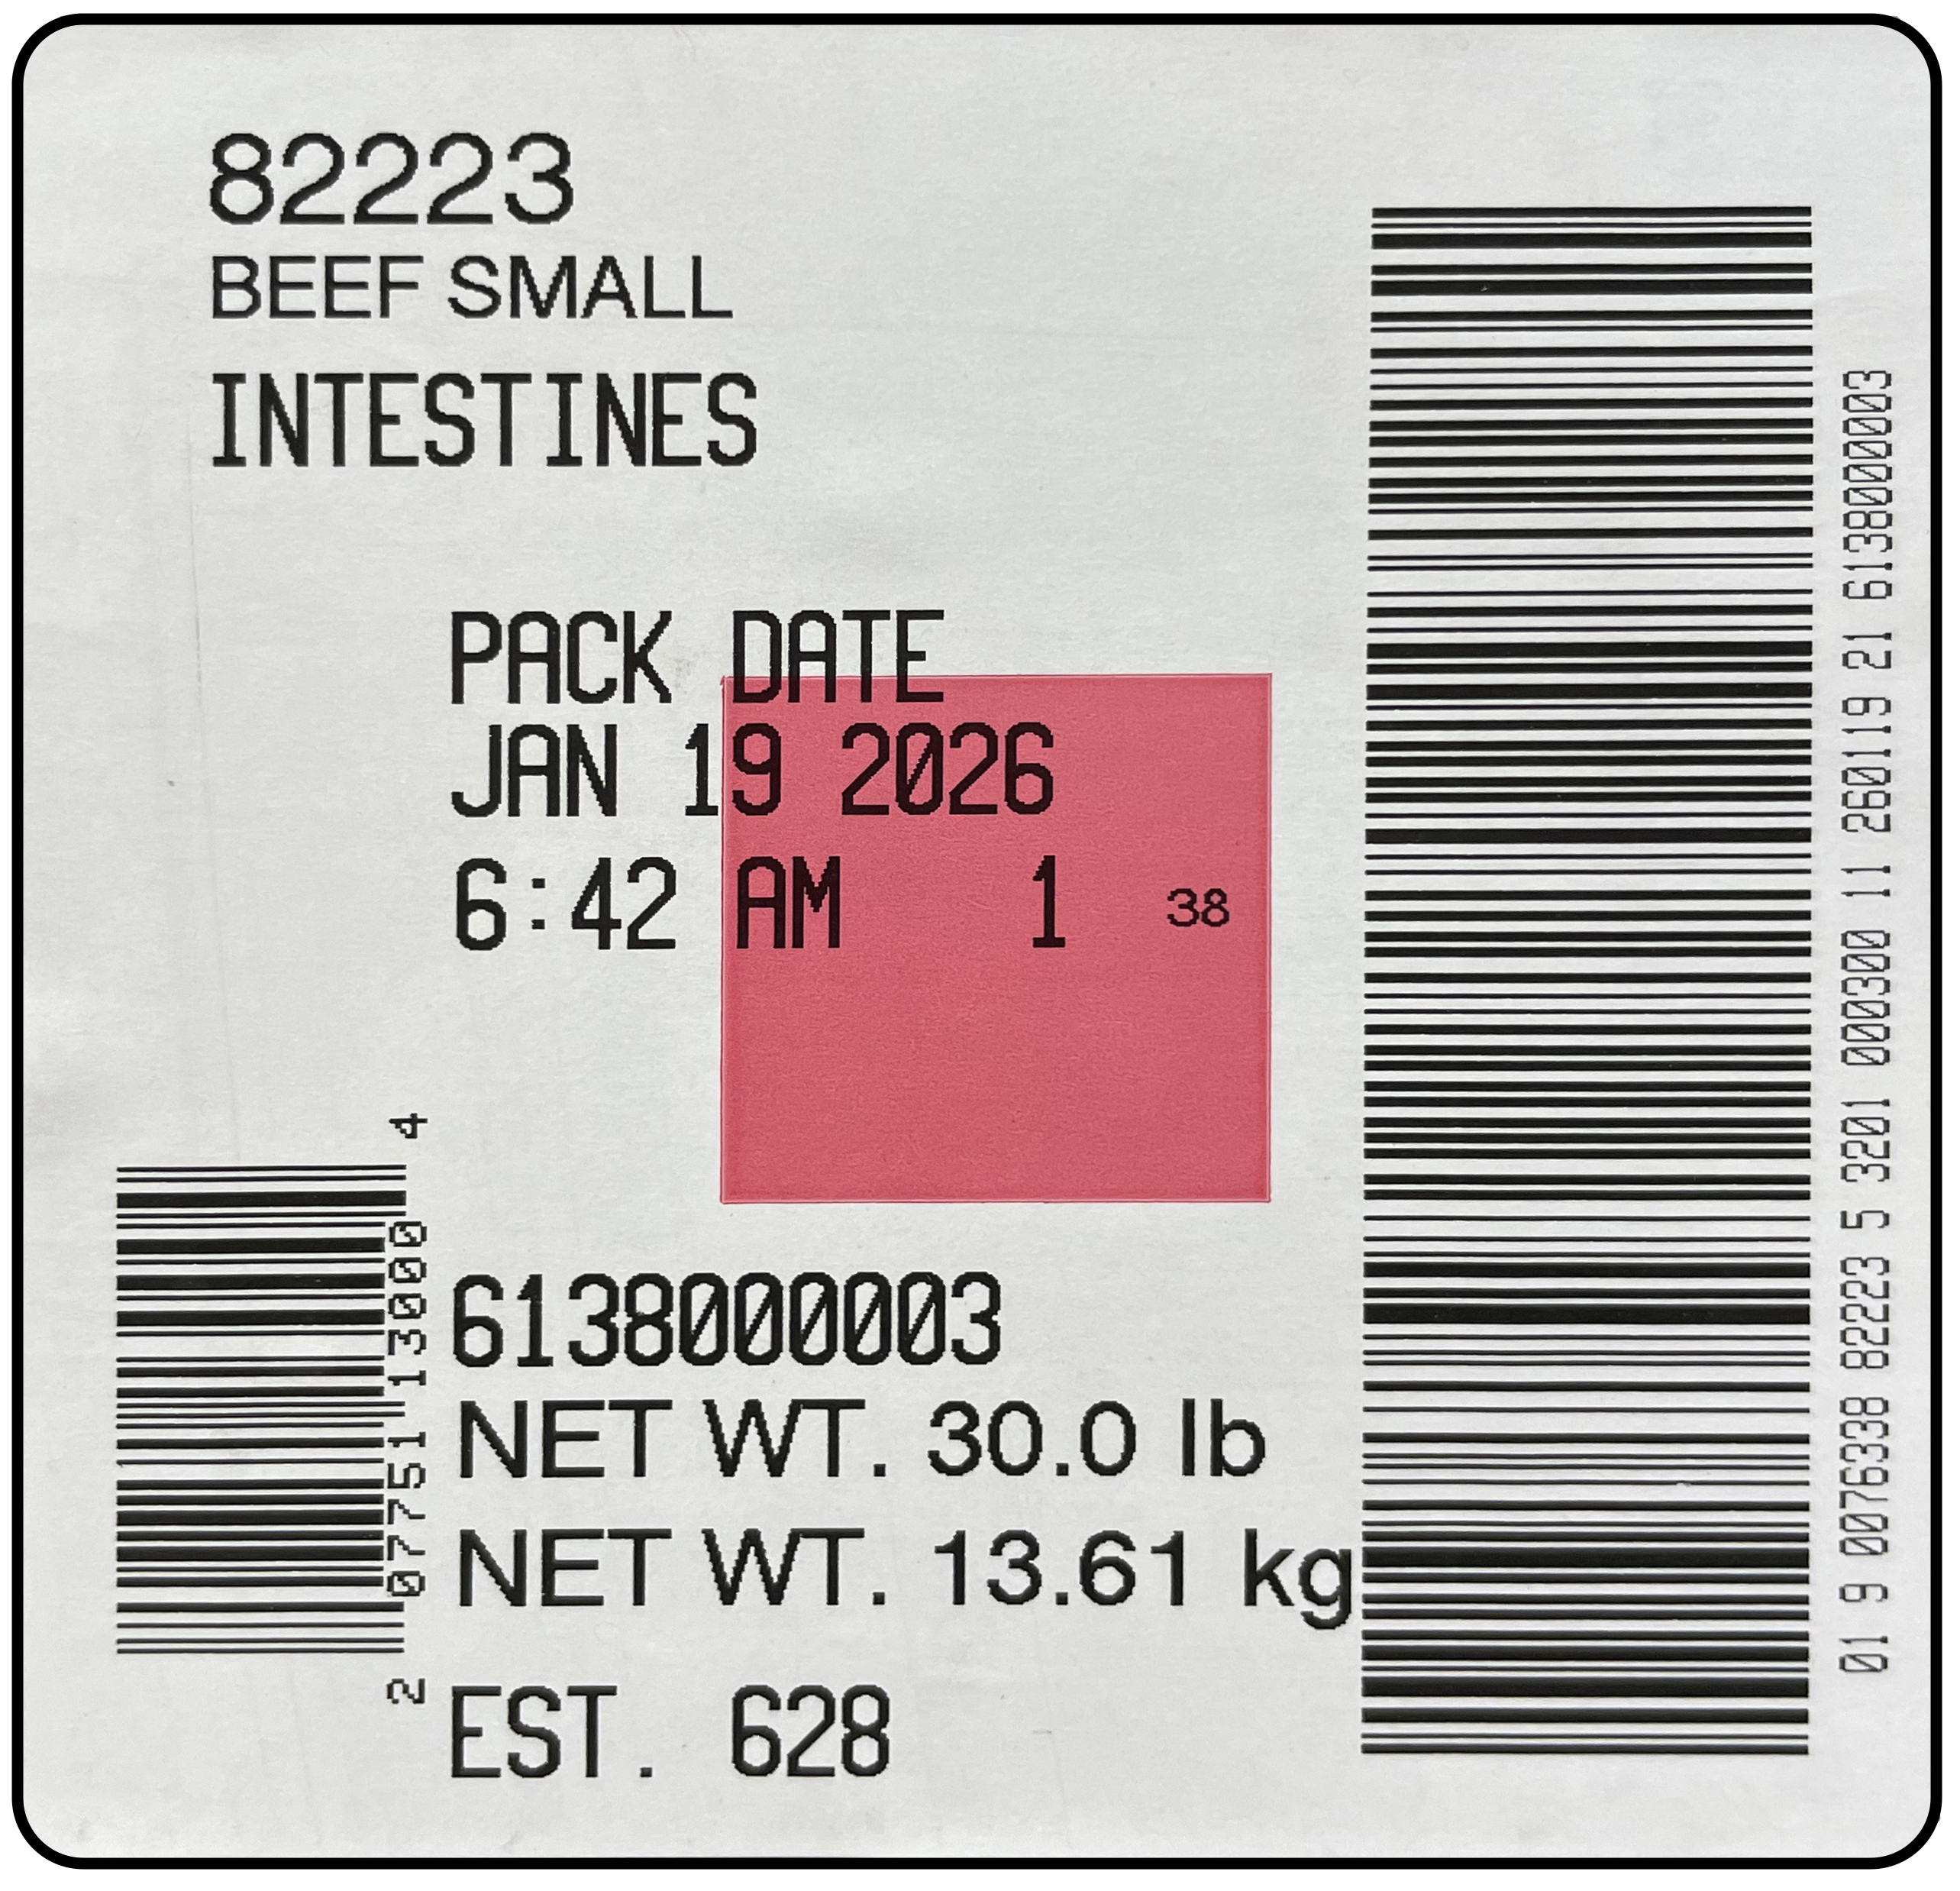 82223
BEEF SMALL
INTESTINES
PACK DATE
JAN 19 2026
6:42 AM 1 38
6138000003
NET WT. 30.0 lb
NET WT. 13.61 kg
EST. 628
2 07751 13000 4
01 9 0076338 82223 5 3201 000300 11 260119 21 6138000003